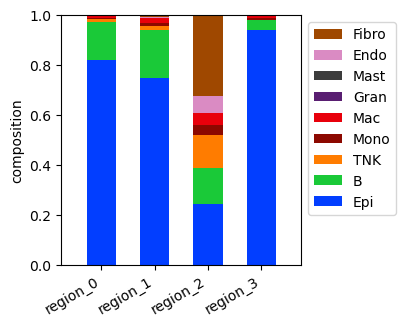 1.0
0.8
0.6
0.4
0.2
0.0
composition
region_0
region_1
region_2
region_3
Fibro
Endo
Mast
Gran
Mac
Mono
TNK
B
Epi